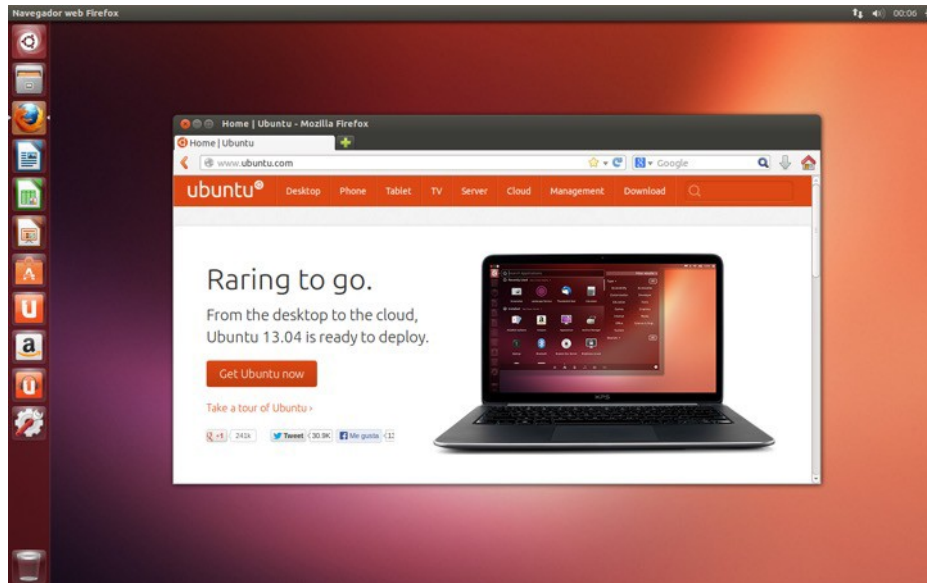 Navegador web Firefox
00:06
Home | Ubuntu - Mozilla Firefox
Home | Ubuntu
www.ubuntu.com
Google
ubuntu
Desktop Phone Tablet TV Server Cloud Management Download
Raring to go.
From the desktop to the cloud,
Ubuntu 13.04 is ready to deploy.
Get Ubuntu now
Take a tour of Ubuntu ›
+1 241k Tweet 30.9K Me gusta
XPS